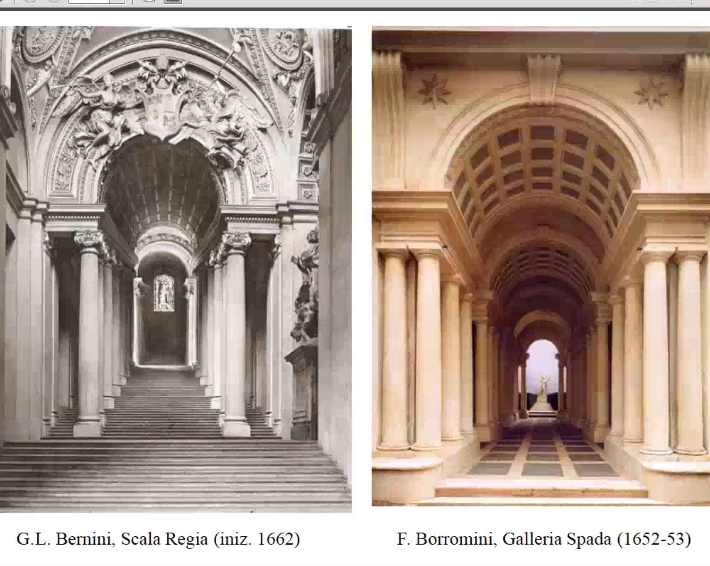 G.L. Bernini, Scala Regia (iniz. 1662)
F. Borromini, Galleria Spada (1652-53)